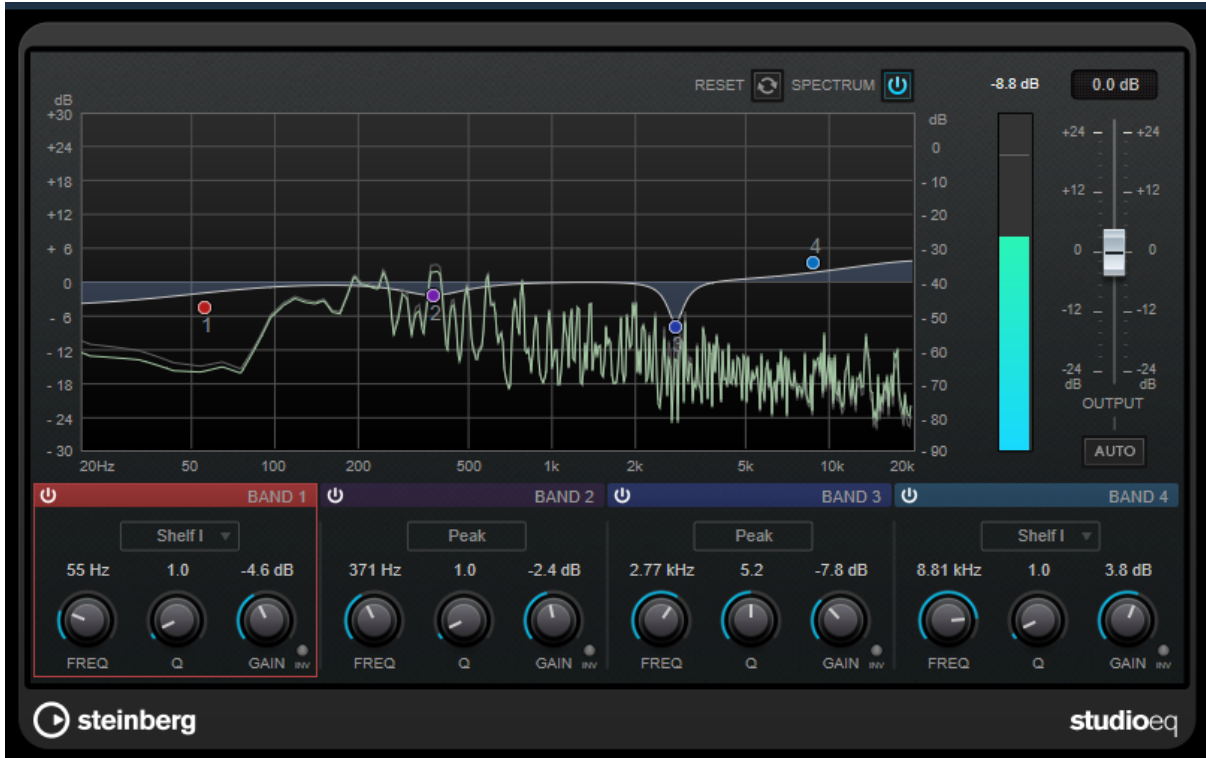 RESET SPECTRUM -8.8 dB 0.0 dB
dB
+30
+24
+18
+12
+ 6
0
- 6
- 12
- 18
- 24
- 30
1
2
3
4
dB
0
- 10
- 20
- 30
- 40
- 50
- 60
- 70
- 80
- 90
20Hz 50 100 200 500 1k 2k 5k 10k 20k
+24 +24
+12 +12
0 0
-12 -12
-24 -24
dB dB
OUTPUT
AUTO
BAND 1
Shelf I
55 Hz 1.0 -4.6 dB
FREQ Q GAIN INV
BAND 2
Peak
371 Hz 1.0 -2.4 dB
FREQ Q GAIN INV
BAND 3
Peak
2.77 kHz 5.2 -7.8 dB
FREQ Q GAIN INV
BAND 4
Shelf I
8.81 kHz 1.0 3.8 dB
FREQ Q GAIN INV
steinberg
studioeq